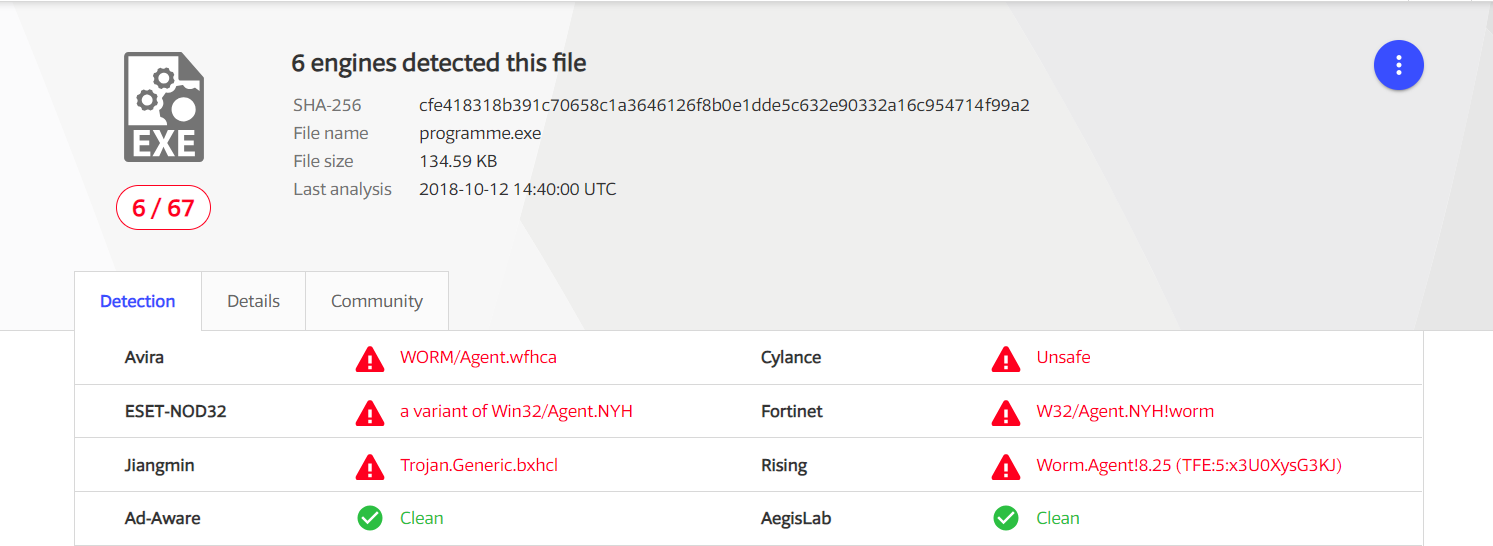 6 engines detected this file
SHA-256 cfe418318b391c70658c1a3646126f8b0e1dde5c632e90332a16c954714f99a2
File name programme.exe
File size 134.59 KB
Last analysis 2018-10-12 14:40:00 UTC
EXE
6 / 67
Detection Details Community
Avira WORM/Agent.wfhca Cylance Unsafe
ESET-NOD32 a variant of Win32/Agent.NYH Fortinet W32/Agent.NYH!worm
Jiangmin Trojan.Generic.bxhcl Rising Worm.Agent!8.25 (TFE:5:x3U0XysG3KJ)
Ad-Aware Clean AegisLab Clean